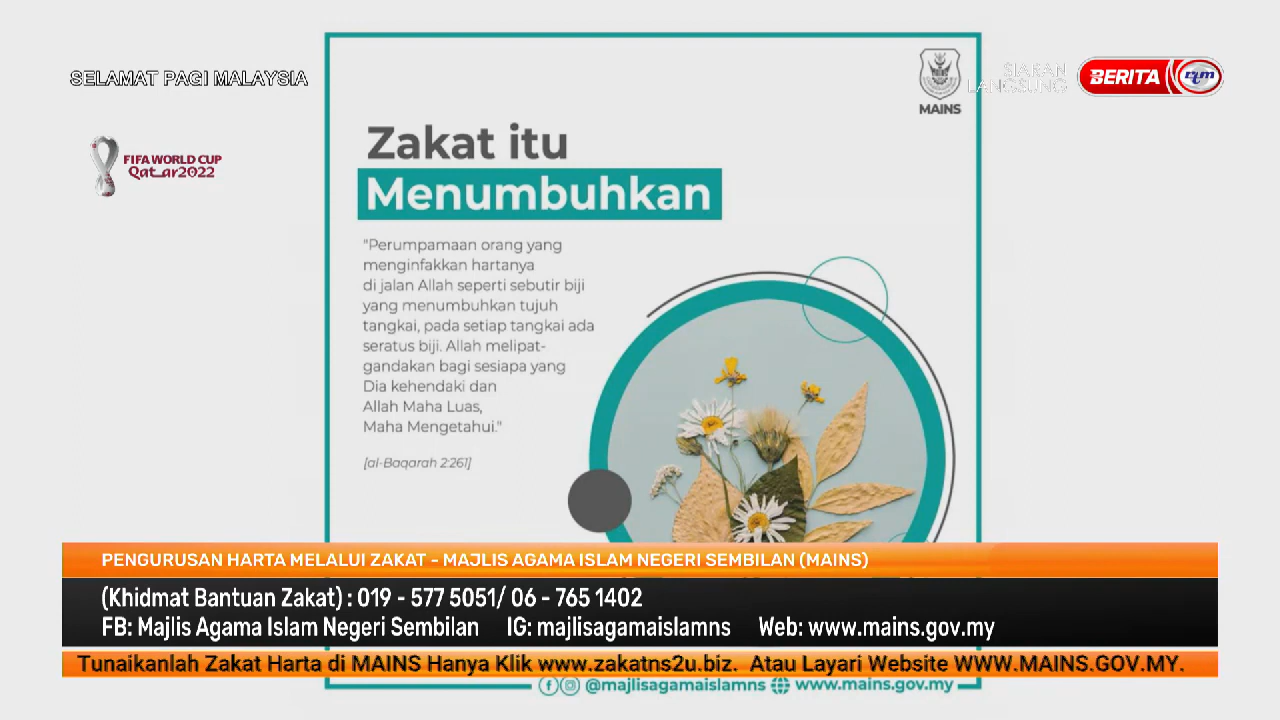 SELAMAT PAGI MALAYSIA
SIARAN
LANGSUNG
BERITA rtm
MAINS
FIFA WORLD CUP
Qatar2022
Zakat itu
Menumbuhkan
"Perumpamaan orang yang
menginfakkan hartanya
di jalan Allah seperti sebutir biji
yang menumbuhkan tujuh
tangkai, pada setiap tangkai ada
seratus biji. Allah melipat-
gandakan bagi sesiapa yang
Dia kehendaki dan
Allah Maha Luas,
Maha Mengetahui."
[al-Baqarah 2:261]
PENGURUSAN HARTA MELALUI ZAKAT - MAJLIS AGAMA ISLAM NEGERI SEMBILAN (MAINS)
(Khidmat Bantuan Zakat) : 019 - 577 5051/ 06 - 765 1402
FB: Majlis Agama Islam Negeri Sembilan IG: majlisagamaislamns Web: www.mains.gov.my
Tunaikanlah Zakat Harta di MAINS Hanya Klik www.zakatns2u.biz. Atau Layari Website WWW.MAINS.GOV.MY.
@majlisagamaislamns www.mains.gov.my